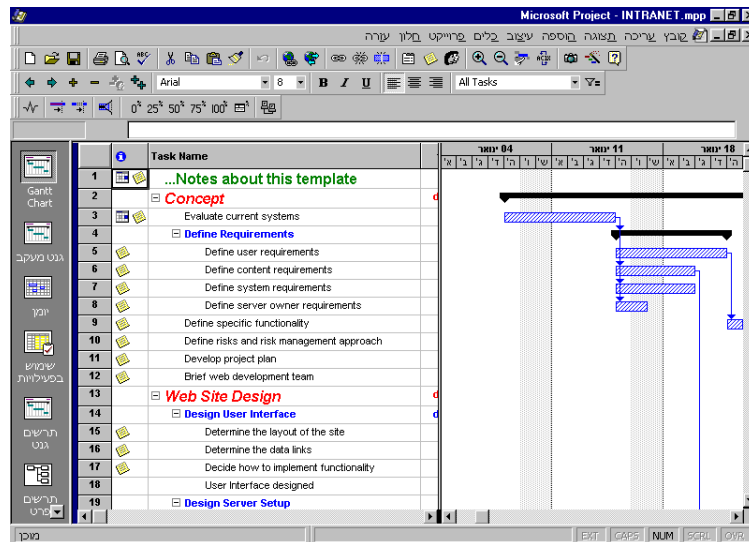 Microsoft Project - INTRANET.mpp
קובץ עריכה תצוגה הוספה עיצוב כלים פרוייקט חלון עזרה
Arial 8 B I U All Tasks
0% 25% 50% 75% 100%
Task Name
04 ינואר 11 ינואר 18 ינואר
א' ב' ג' ד' ה' ו' ש' א' ב' ג' ד' ה' ו' ש' א' ב' ג' ד' ה'
1 ...Notes about this template
2 Concept d
3 Evaluate current systems
4 Define Requirements
5 Define user requirements
6 Define content requirements
7 Define system requirements
8 Define server owner requirements
9 Define specific functionality
10 Define risks and risk management approach
11 Develop project plan
12 Brief web development team
13 Web Site Design d
14 Design User Interface d
15 Determine the layout of the site
16 Determine the data links
17 Decide how to implement functionality
18 User Interface designed
19 Design Server Setup
Gantt
Chart
גנט מעקב
יומן
שימוש
בפעילויות
תרשים
גנט
תרשים
פרט
מוכן
EXT CAPS NUM SCRL OVR